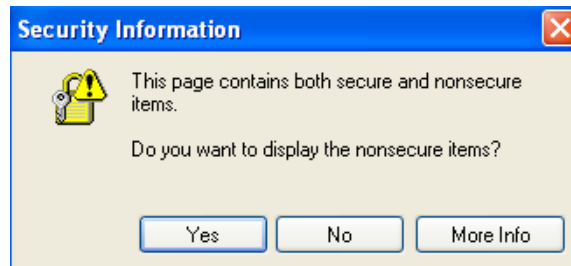 Security Information
This page contains both secure and nonsecure
items.
Do you want to display the nonsecure items?
Yes
No
More Info